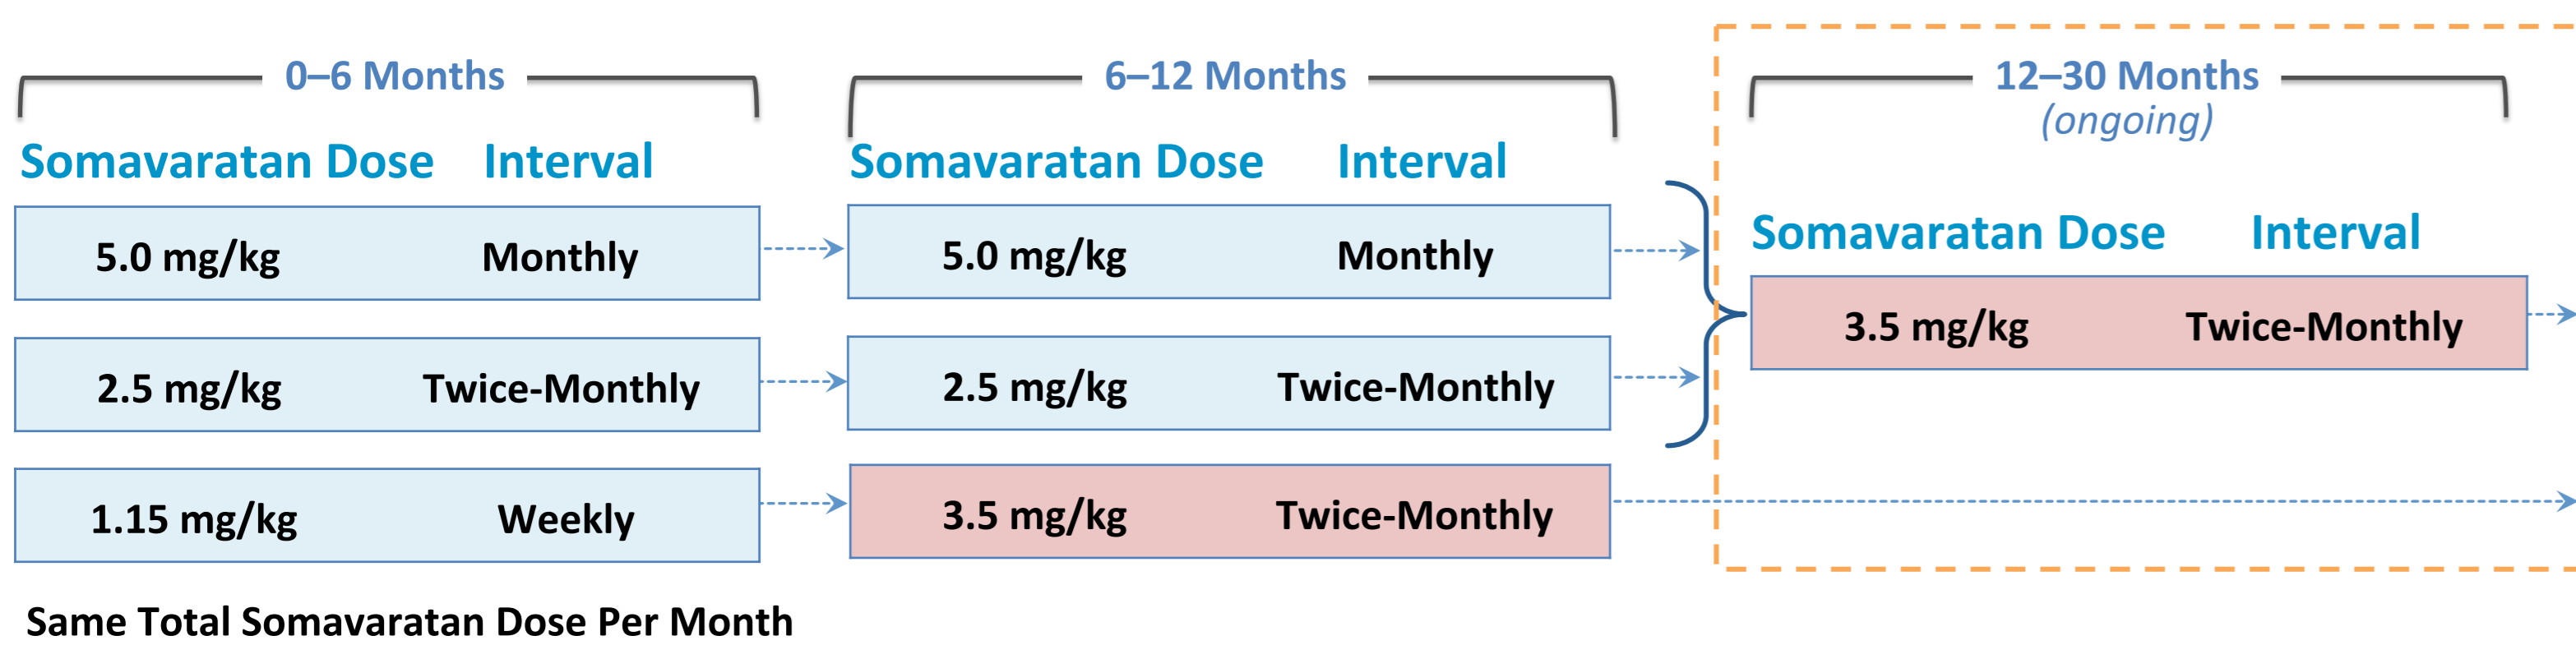 0–6 Months
Somavaratan Dose Interval
5.0 mg/kg Monthly
2.5 mg/kg Twice-Monthly
1.15 mg/kg Weekly
Same Total Somavaratan Dose Per Month
6–12 Months
Somavaratan Dose Interval
5.0 mg/kg Monthly
2.5 mg/kg Twice-Monthly
3.5 mg/kg Twice-Monthly
12–30 Months
(ongoing)
Somavaratan Dose Interval
3.5 mg/kg Twice-Monthly